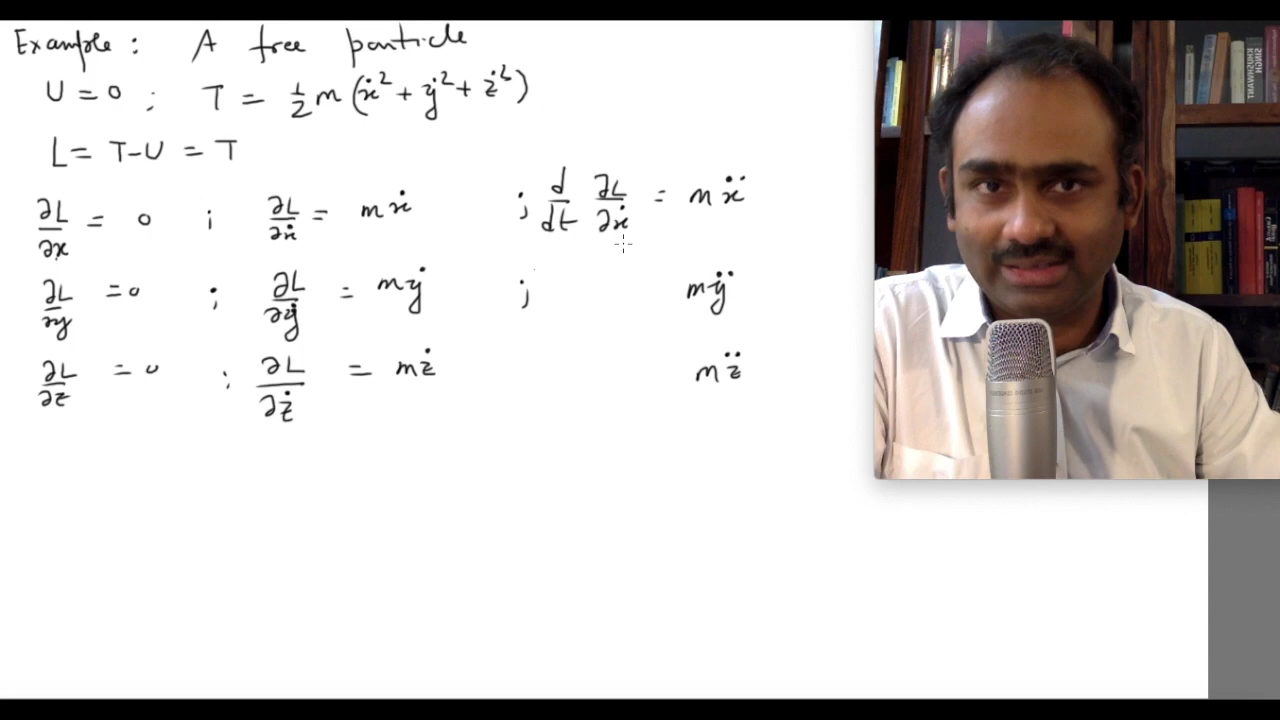 Example: A free particle
U = 0 ; T = ½ m (ẋ² + ẏ² + ż²)
L = T-U = T
∂L/∂x = 0 ; ∂L/∂ẋ = mẋ ; d/dt ∂L/∂ẋ = mẍ
∂L/∂y = 0 ; ∂L/∂ẏ = mẏ ; mÿ
∂L/∂z = 0 ; ∂L/∂ż = mż mz̈